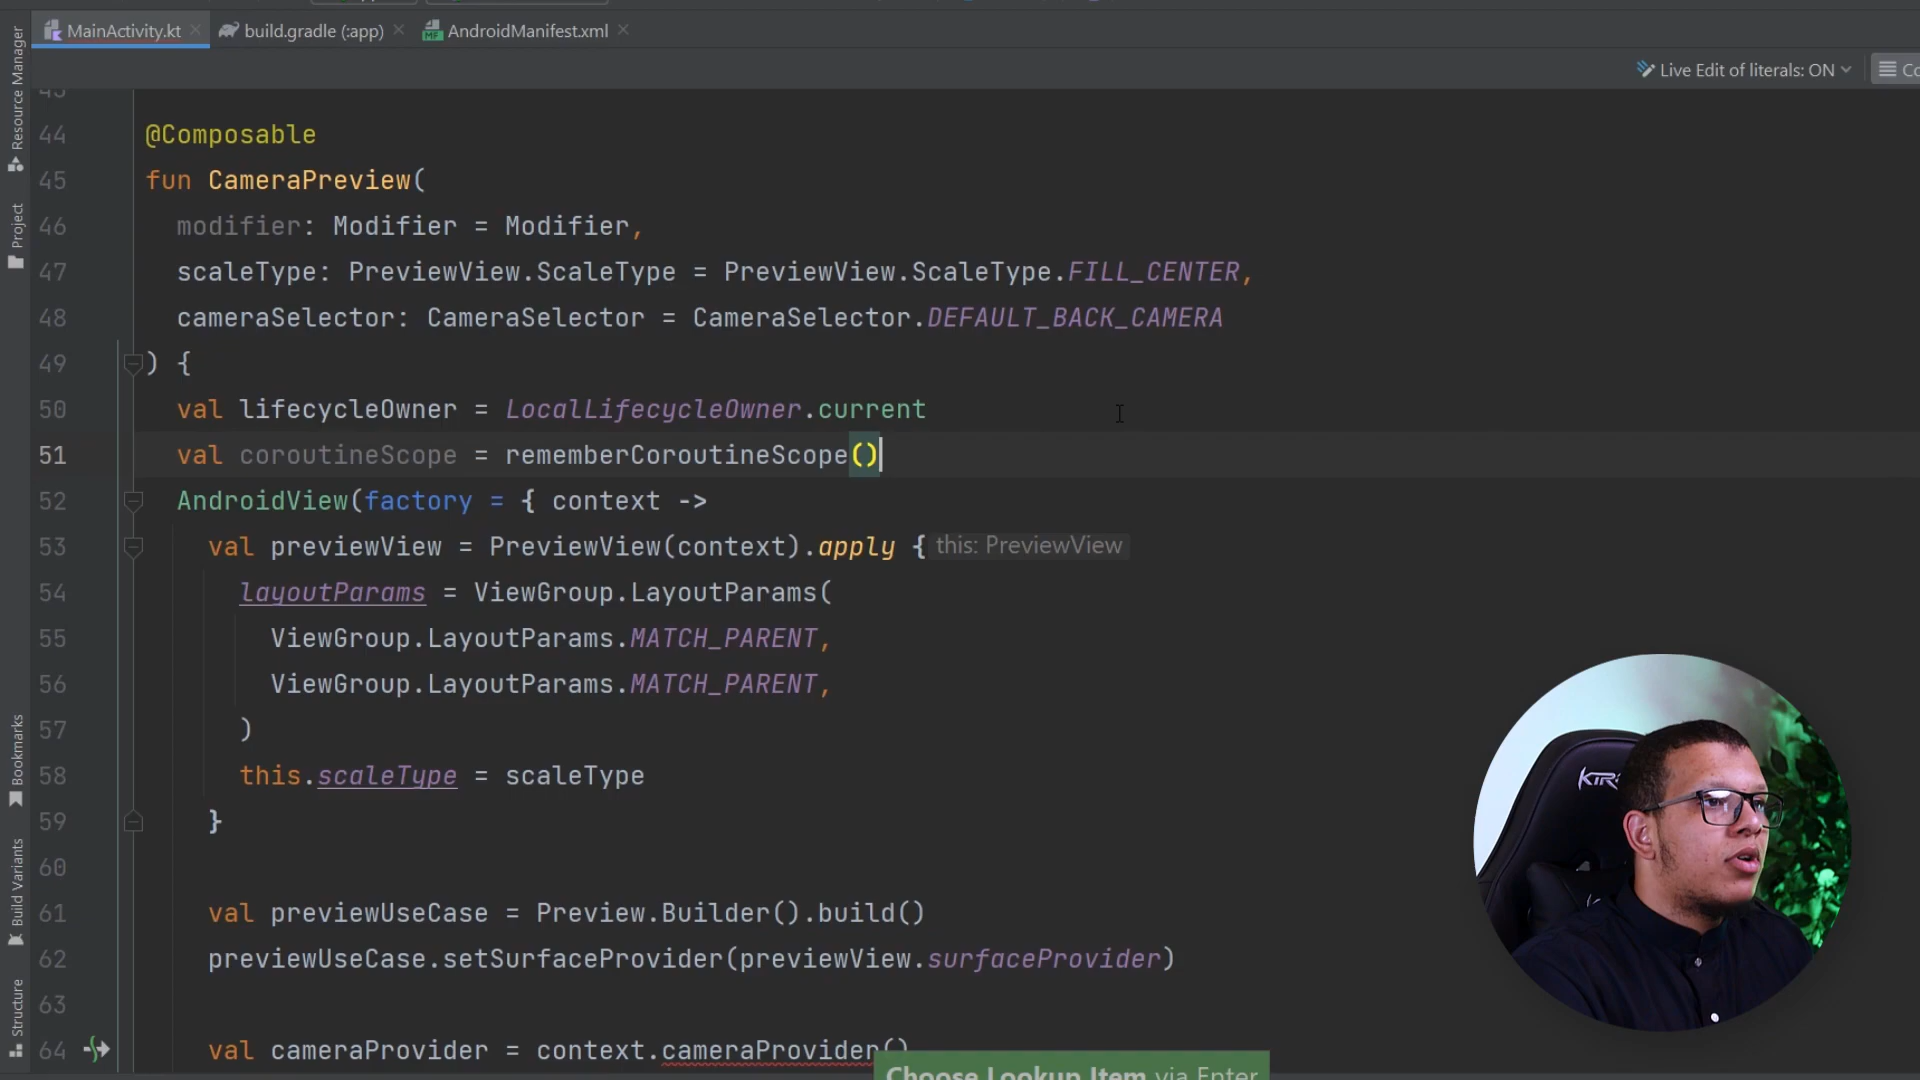 MainActivity.kt
build.gradle (:app)
AndroidManifest.xml
Live Edit of literals: ON
Co
Resource Manager
Project
Bookmarks
Build Variants
Structure
43
44 @Composable
45 fun CameraPreview(
46 modifier: Modifier = Modifier,
47 scaleType: PreviewView.ScaleType = PreviewView.ScaleType.FILL_CENTER,
48 cameraSelector: CameraSelector = CameraSelector.DEFAULT_BACK_CAMERA
49 ) {
50 val lifecycleOwner = LocalLifecycleOwner.current
51 val coroutineScope = rememberCoroutineScope()
52 AndroidView(factory = { context ->
53 val previewView = PreviewView(context).apply { this: PreviewView
54 layoutParams = ViewGroup.LayoutParams(
55 ViewGroup.LayoutParams.MATCH_PARENT,
56 ViewGroup.LayoutParams.MATCH_PARENT,
57 )
58 this.scaleType = scaleType
59 }
60
61 val previewUseCase = Preview.Builder().build()
62 previewUseCase.setSurfaceProvider(previewView.surfaceProvider)
63
64 val cameraProvider = context.cameraProvider()
Choose Lookup Item via Enter